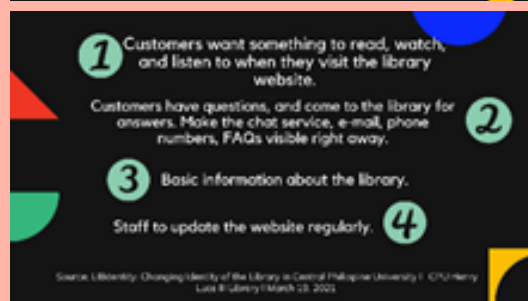 1 Customers want something to read, watch,
and listen to when they visit the library
website.
Customers have questions, and come to the library for
answers. Make the chat service, e-mail, phone
numbers, FAQs visible right away. 2
3 Basic information about the library.
Staff to update the website regularly. 4
Source: Changing Identity of the Library in Central Philippine University | CPU Henry
Luce III Library | March 19, 2021